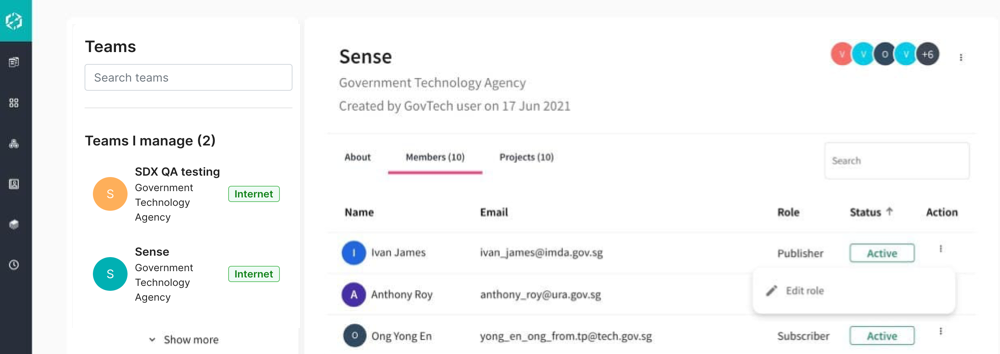 Teams
Search teams
Teams I manage (2)
S
SDX QA testing
Government
Technology
Agency
Internet
S
Sense
Government
Technology
Agency
Internet
Show more
Sense
V V O V +6
Government Technology Agency
Created by GovTech user on 17 Jun 2021
About Members (10) Projects (10)
Search
Name Email Role Status Action
I Ivan James ivan_james@imda.gov.sg Publisher Active
A Anthony Roy anthony_roy@ura.gov.sg
Edit role
O Ong Yong En yong_en_ong_from.tp@tech.gov.sg Subscriber Active